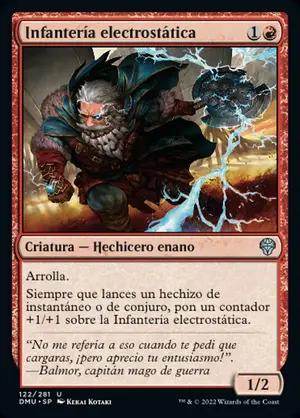 Infantería electrostática 1
Criatura — Hechicero enano
Arrolla.
Siempre que lances un hechizo de
instantáneo o de conjuro, pon un contador
+1/+1 sobre la Infantería electrostática.
“No me refería a eso cuando te pedí que
cargaras, ¡pero aprecio tu entusiasmo!”.
—Balmor, capitán mago de guerra
1/2
122/281 U
DMU • SP Kekai Kotaki
™ & © 2022 Wizards of the Coast